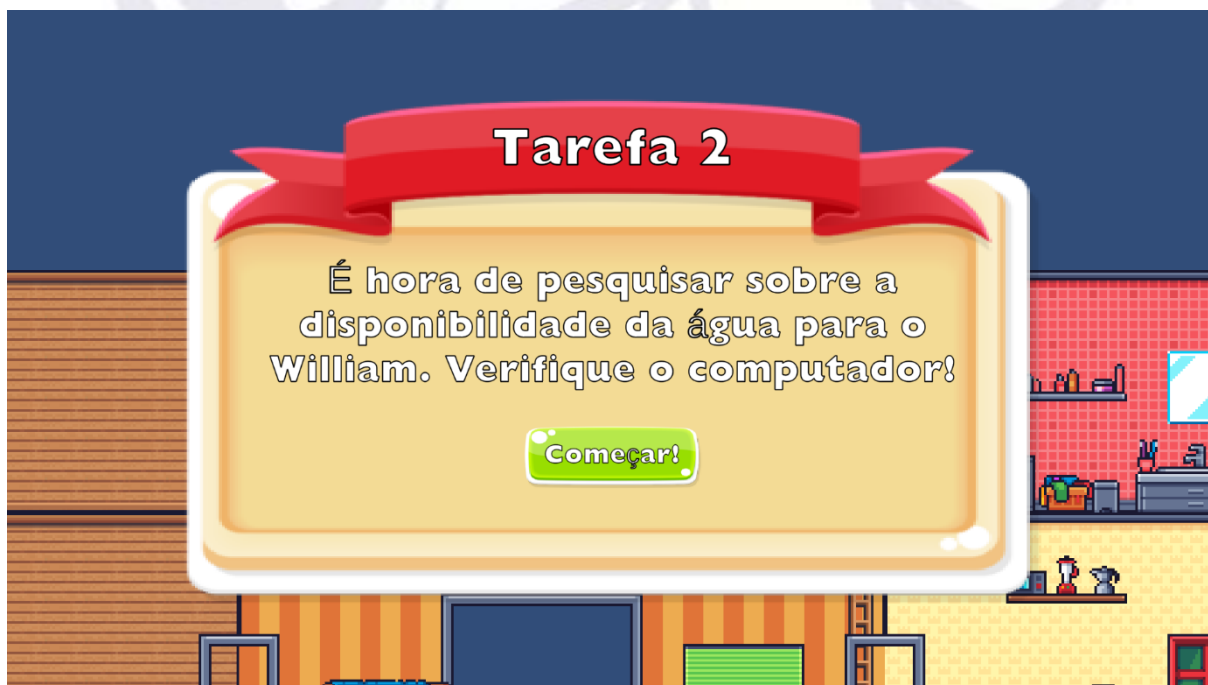 Tarefa 2
É hora de pesquisar sobre a
disponibilidade da água para o
William. Verifique o computador!
Começar!